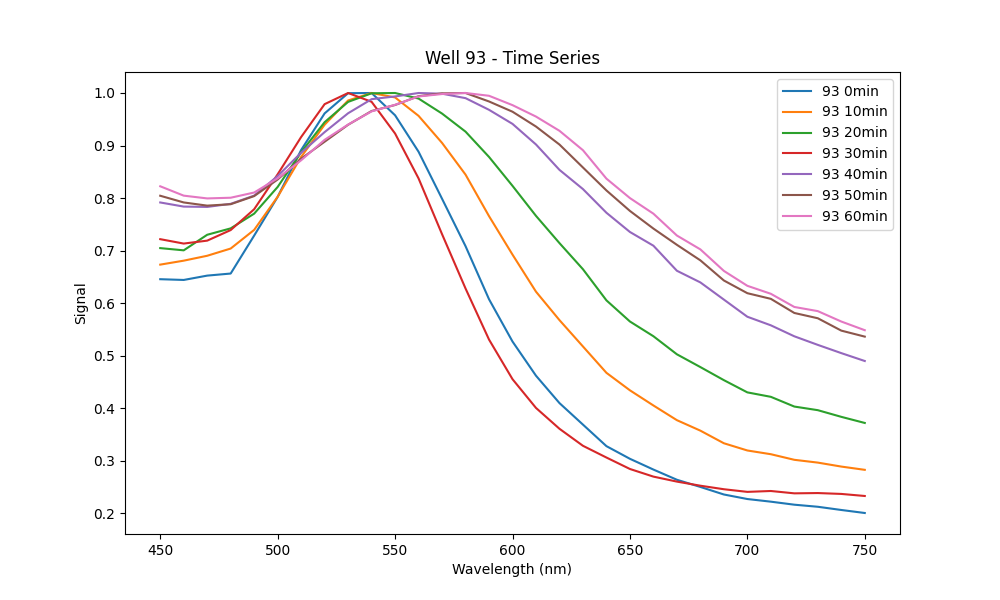 Well 93 - Time Series
1.0
0.9
0.8
0.7
0.6
0.5
0.4
0.3
0.2
Signal
450
500
550
600
650
700
750
Wavelength (nm)
93 0min
93 10min
93 20min
93 30min
93 40min
93 50min
93 60min